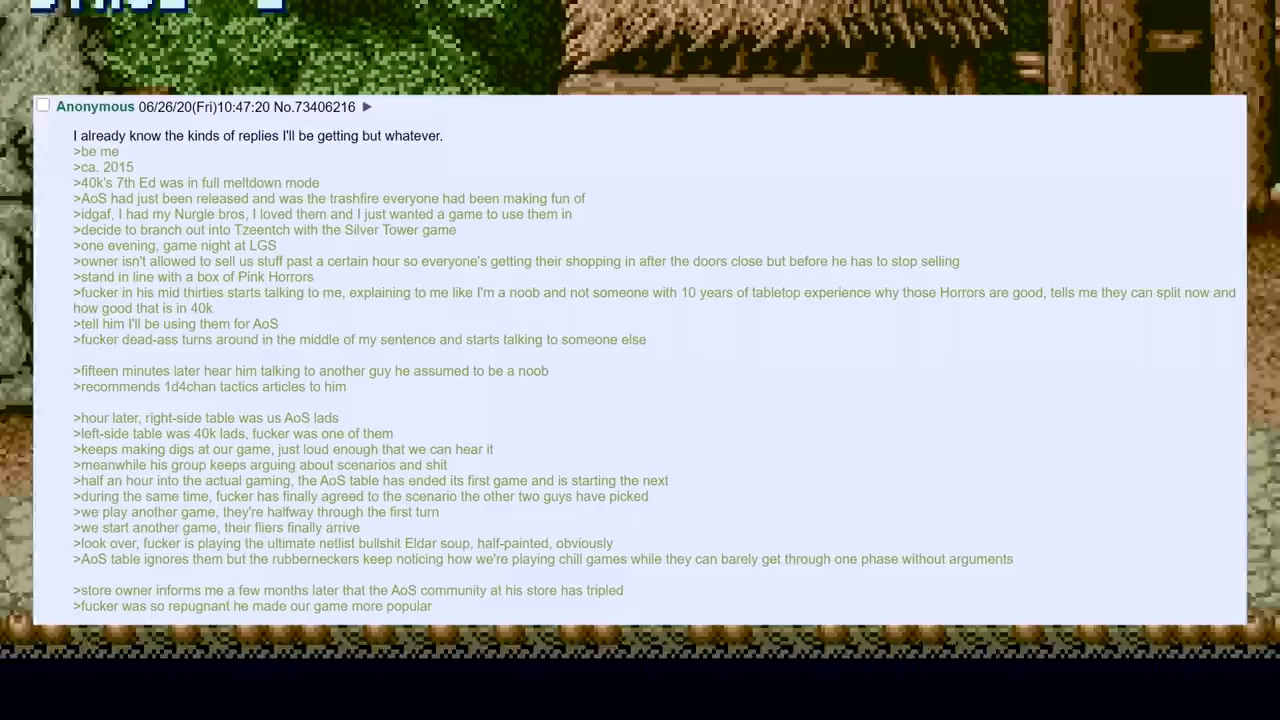 Anonymous 06/26/20(Fri)10:47:20 No.73406216 ▶
I already know the kinds of replies I'll be getting but whatever.
>be me
>ca. 2015
>40k's 7th Ed was in full meltdown mode
>AoS had just been released and was the trashfire everyone had been making fun of
>idgaf, I had my Nurgle bros, I loved them and I just wanted a game to use them in
>decide to branch out into Tzeentch with the Silver Tower game
>one evening, game night at LGS
>owner isn't allowed to sell us stuff past a certain hour so everyone's getting their shopping in after the doors close but before he has to stop selling
>stand in line with a box of Pink Horrors
>fucker in his mid thirties starts talking to me, explaining to me like I'm a noob and not someone with 10 years of tabletop experience why those Horrors are good, tells me they can split now and
how good that is in 40k
>tell him I'll be using them for AoS
>fucker dead-ass turns around in the middle of my sentence and starts talking to someone else
>fifteen minutes later hear him talking to another guy he assumed to be a noob
>recommends 1d4chan tactics articles to him
>hour later, right-side table was us AoS lads
>left-side table was 40k lads, fucker was one of them
>keeps making digs at our game, just loud enough that we can hear it
>meanwhile his group keeps arguing about scenarios and shit
>half an hour into the actual gaming, the AoS table has ended its first game and is starting the next
>during the same time, fucker has finally agreed to the scenario the other two guys have picked
>we play another game, they're halfway through the first turn
>we start another game, their fliers finally arrive
>look over, fucker is playing the ultimate netlist bullshit Eldar soup, half-painted, obviously
>AoS table ignores them but the rubberneckers keep noticing how we're playing chill games while they can barely get through one phase without arguments
>store owner informs me a few months later that the AoS community at his store has tripled
>fucker was so repugnant he made our game more popular